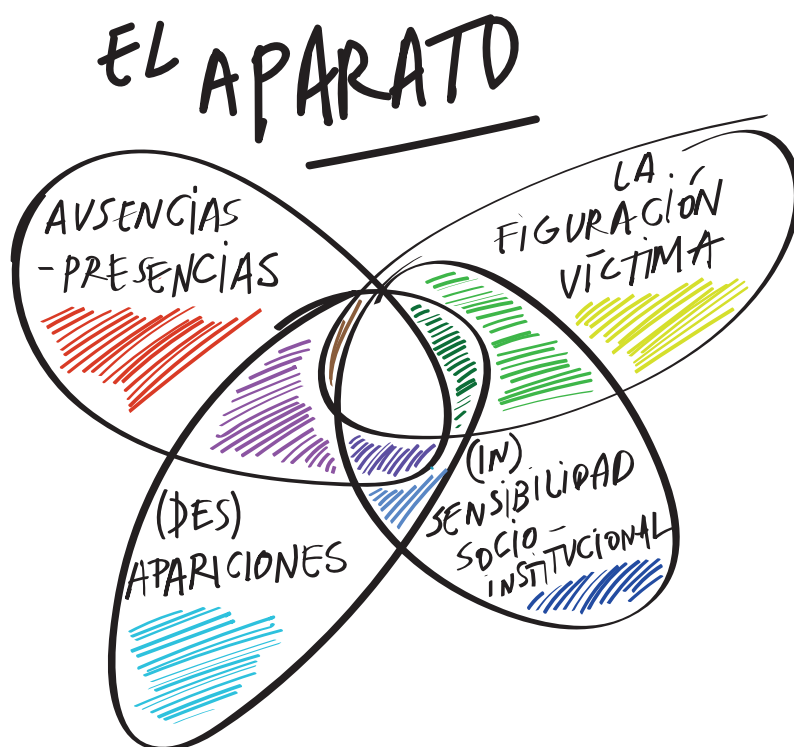 EL APARATO
AUSENCIAS
-PRESENCIAS
LA
FIGURACIÓN
VÍCTIMA
(DES)
APARICIONES
(IN)
SENSIBILIDAD
SOCIO-
INSTITUCIONAL